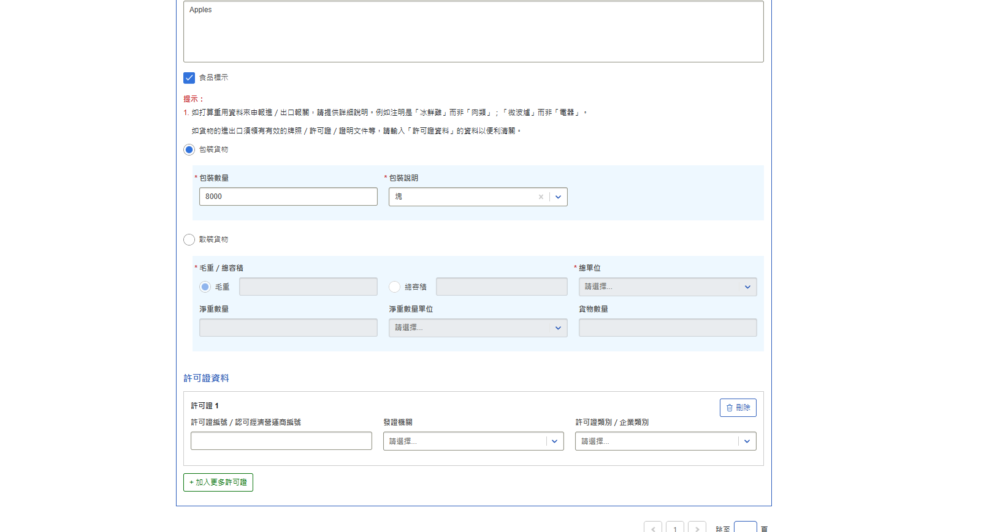 Apples
食品標示
提示：
1. 如打算重用資料來申報進 / 出口報關，請提供詳細說明。例如注明是「冰鮮雞」而非「肉類」；「微波爐」而非「電器」。
如貨物的進出口須領有有效的牌照 / 許可證 / 證明文件等，請輸入「許可證資料」的資料以便利清關。
包裝貨物
* 包裝數量 * 包裝說明
8000 塊
散裝貨物
* 毛重 / 總容積 * 總單位
毛重 總容積 請選擇...
淨重數量 淨重數量單位 貨物數量
請選擇...
許可證資料
許可證 1 刪除
許可證編號 / 認可經濟營運商編號 發證機關 許可證類別 / 企業類別
請選擇... 請選擇...
+ 加入更多許可證
1 跳至 頁